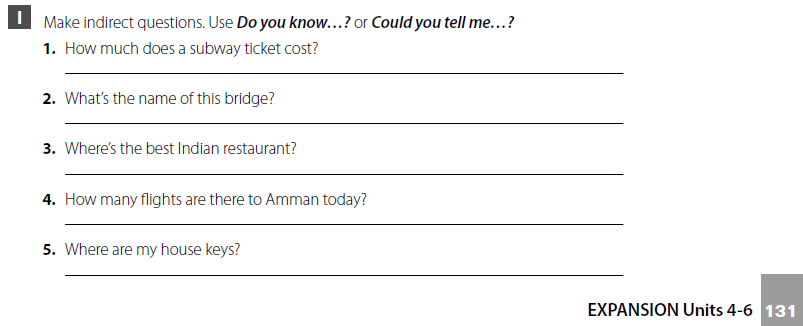 I Make indirect questions. Use Do you know…? or Could you tell me…?
1. How much does a subway ticket cost?
2. What's the name of this bridge?
3. Where's the best Indian restaurant?
4. How many flights are there to Amman today?
5. Where are my house keys?
EXPANSION Units 4-6 131